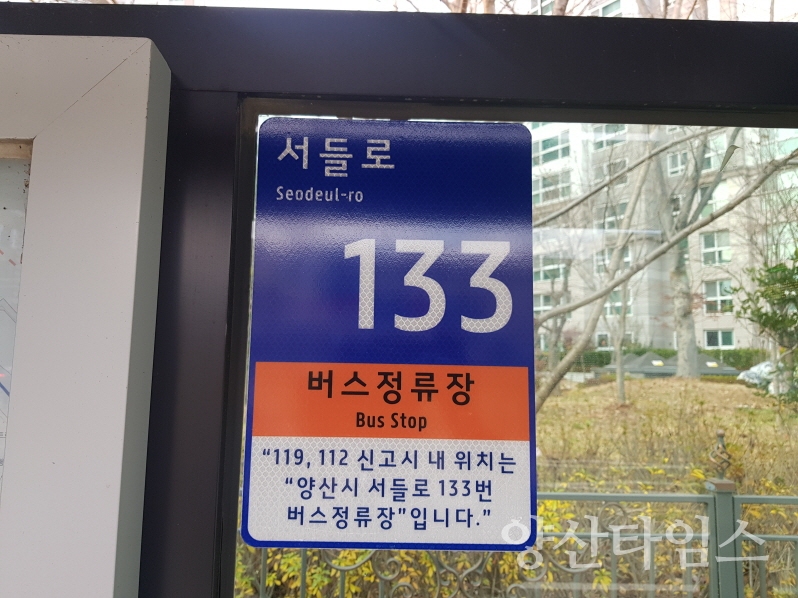 서들로
Seodeul-ro
133
버스정류장
Bus Stop
“119, 112 신고시 내 위치는
“양산시 서들로 133번
버스정류장”입니다.”
양산타임스